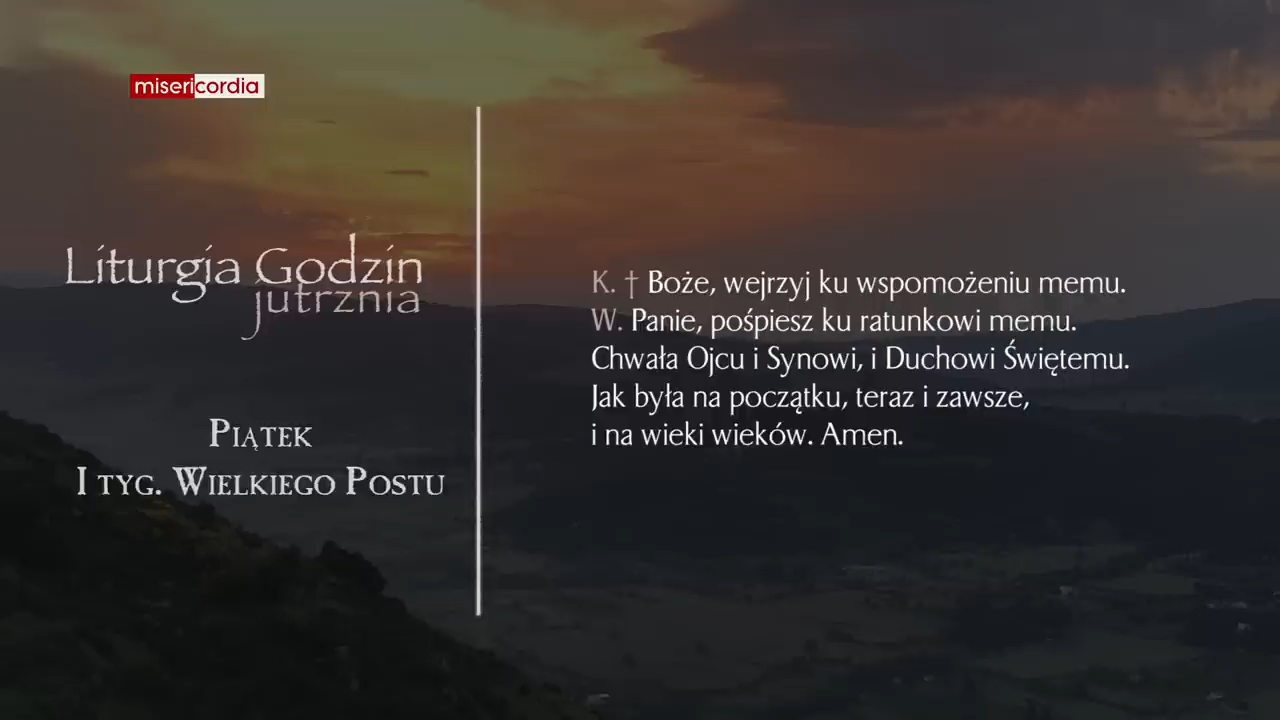 misericordia
Liturgia Godzin
jutrznia
Piątek
I tyg. Wielkiego Postu
K. † Boże, wejrzyj ku wspomożeniu memu.
W. Panie, pośpiesz ku ratunkowi memu.
Chwała Ojcu i Synowi, i Duchowi Świętemu.
Jak była na początku, teraz i zawsze,
i na wieki wieków. Amen.